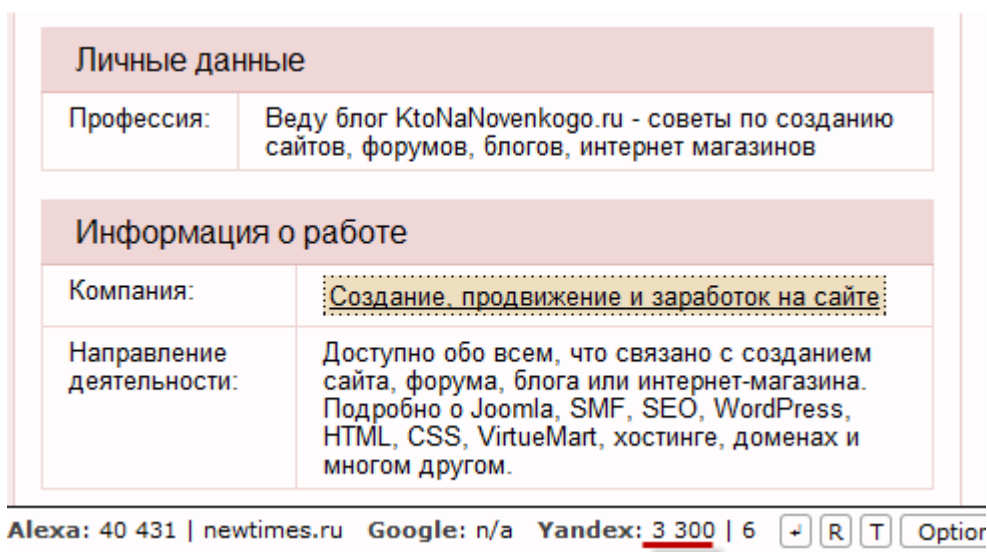 Личные данные
Профессия:
Веду блог KtoNaNovenkogo.ru - советы по созданию
сайтов, форумов, блогов, интернет магазинов
Информация о работе
Компания:
Создание, продвижение и заработок на сайте
Направление
деятельности:
Доступно обо всем, что связано с созданием
сайта, форума, блога или интернет-магазина.
Подробно о Joomla, SMF, SEO, WordPress,
HTML, CSS, VirtueMart, хостинге, доменах и
многом другом.
Alexa: 40 431 | newtimes.ru Google: n/a Yandex: 3 300 | 6 R T Option